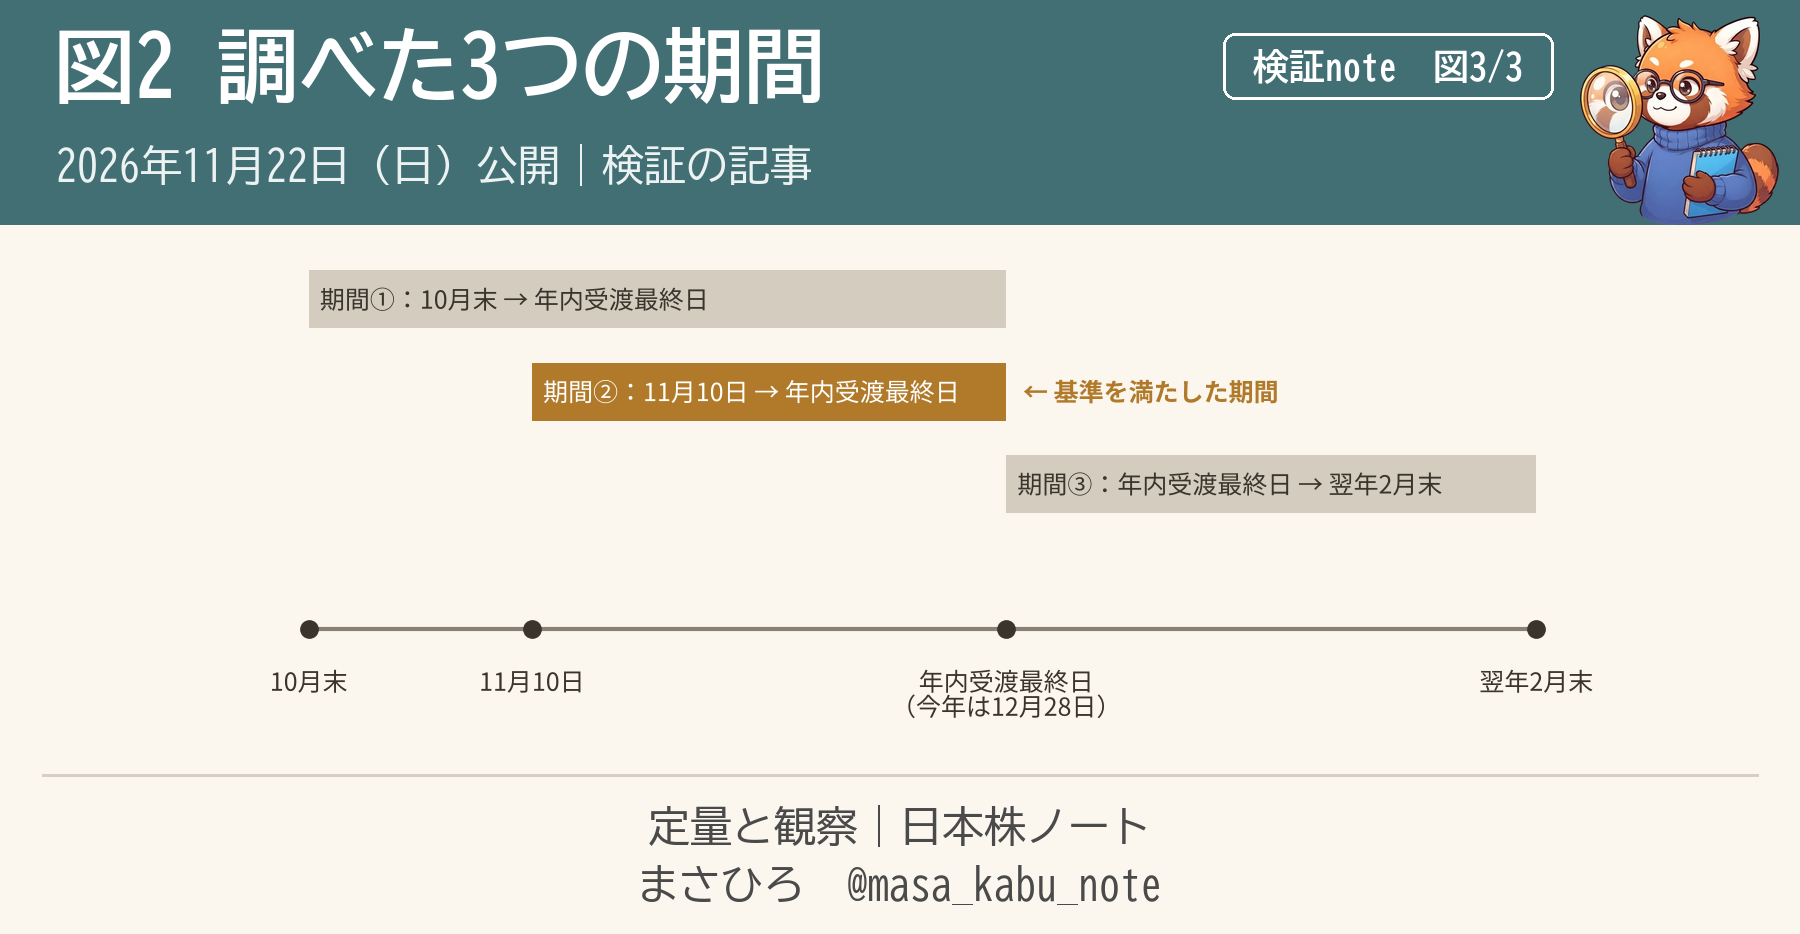 図2 調べた3つの期間
検証note 図3/3
2026年11月22日（日）公開｜検証の記事
期間①：10月末 → 年内受渡最終日
期間②：11月10日 → 年内受渡最終日
← 基準を満たした期間
期間③：年内受渡最終日 → 翌年2月末
10月末
11月10日
年内受渡最終日
（今年は12月28日）
翌年2月末
定量と観察｜日本株ノート
まさひろ @masa_kabu_note